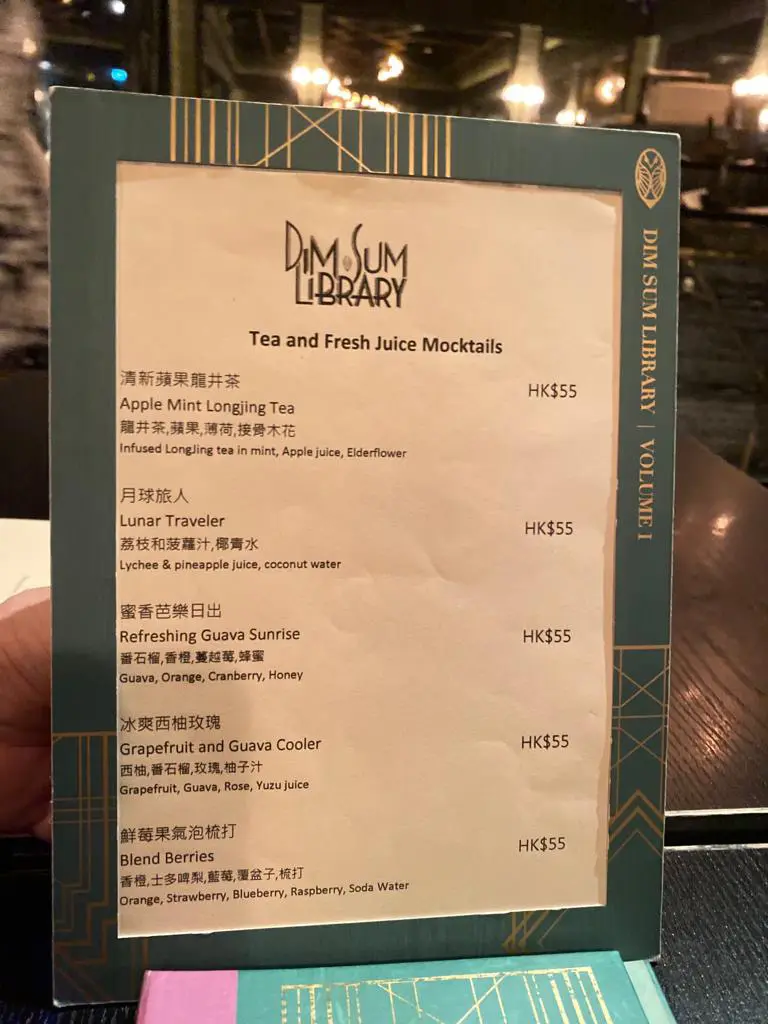 DIM SUM
LIBRARY
Tea and Fresh Juice Mocktails
清新蘋果龍井茶
Apple Mint Longjing Tea
HK$55
龍井茶,蘋果,薄荷,接骨木花
Infused LongJing tea in mint, Apple juice, Elderflower
月球旅人
Lunar Traveler
HK$55
荔枝和菠蘿汁,椰青水
Lychee & pineapple juice, coconut water
蜜香芭樂日出
Refreshing Guava Sunrise
HK$55
番石榴,香橙,蔓越莓,蜂蜜
Guava, Orange, Cranberry, Honey
冰爽西柚玫瑰
Grapefruit and Guava Cooler
HK$55
西柚,番石榴,玫瑰,柚子汁
Grapefruit, Guava, Rose, Yuzu juice
鮮莓果氣泡梳打
Blend Berries
HK$55
香橙,士多啤梨,藍莓,覆盆子,梳打
Orange, Strawberry, Blueberry, Raspberry, Soda Water
DIM SUM LIBRARY | VOLUME I